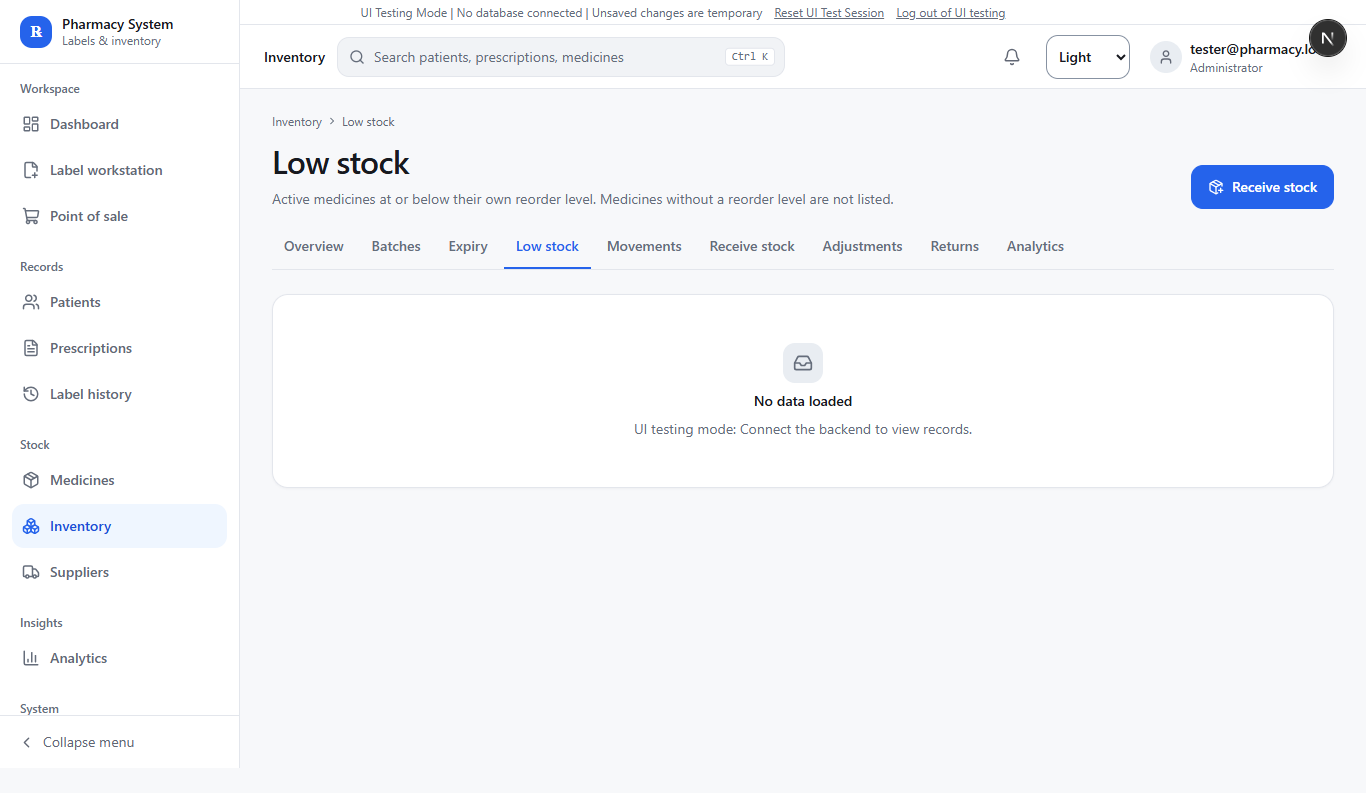 Pharmacy System
Labels & inventory
UI Testing Mode | No database connected | Unsaved changes are temporary Reset UI Test Session Log out of UI testing
Inventory
Search patients, prescriptions, medicines
Ctrl K
Light
tester@pharmacy.lo
Administrator
N
Workspace
Dashboard
Label workstation
Point of sale
Records
Patients
Prescriptions
Label history
Stock
Medicines
Inventory
Suppliers
Insights
Analytics
System
Collapse menu
Inventory > Low stock
Low stock
Active medicines at or below their own reorder level. Medicines without a reorder level are not listed.
Receive stock
Overview Batches Expiry Low stock Movements Receive stock Adjustments Returns Analytics
No data loaded
UI testing mode: Connect the backend to view records.